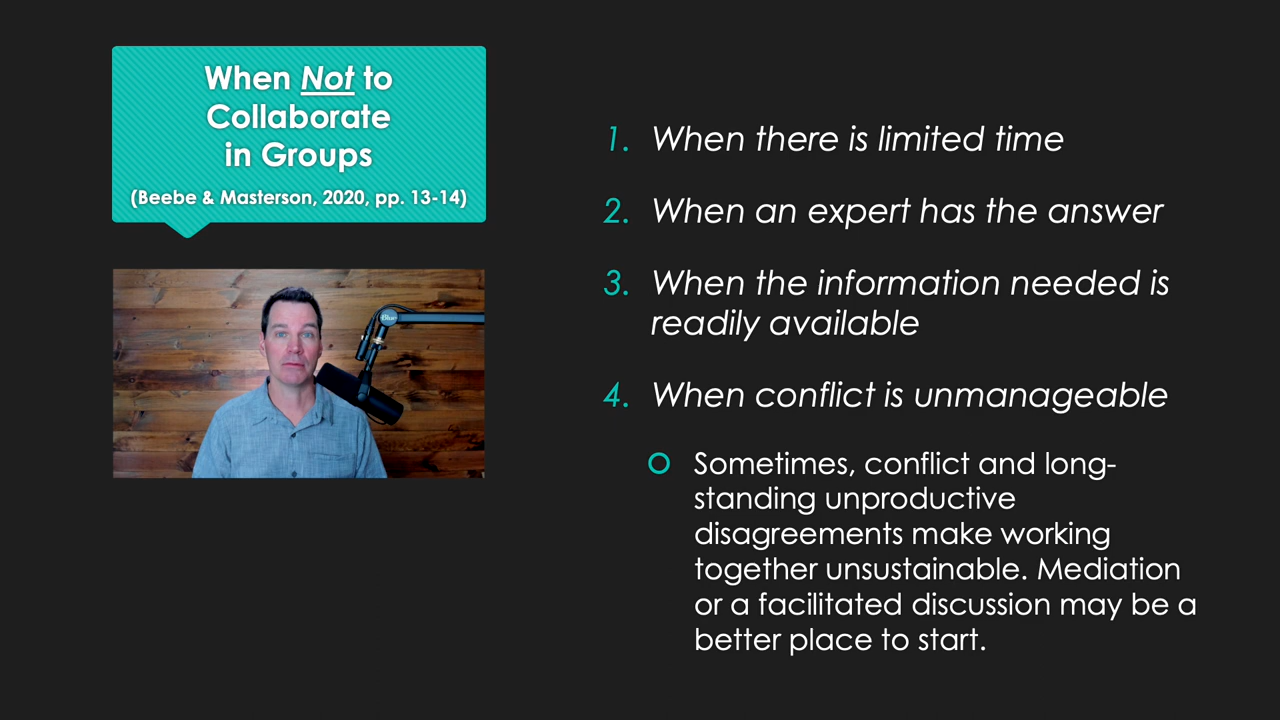 When Not to
Collaborate
in Groups
(Beebe & Masterson, 2020, pp. 13-14)
1. When there is limited time
2. When an expert has the answer
3. When the information needed is
readily available
4. When conflict is unmanageable
Sometimes, conflict and long-
standing unproductive
disagreements make working
together unsustainable. Mediation
or a facilitated discussion may be a
better place to start.
Blue